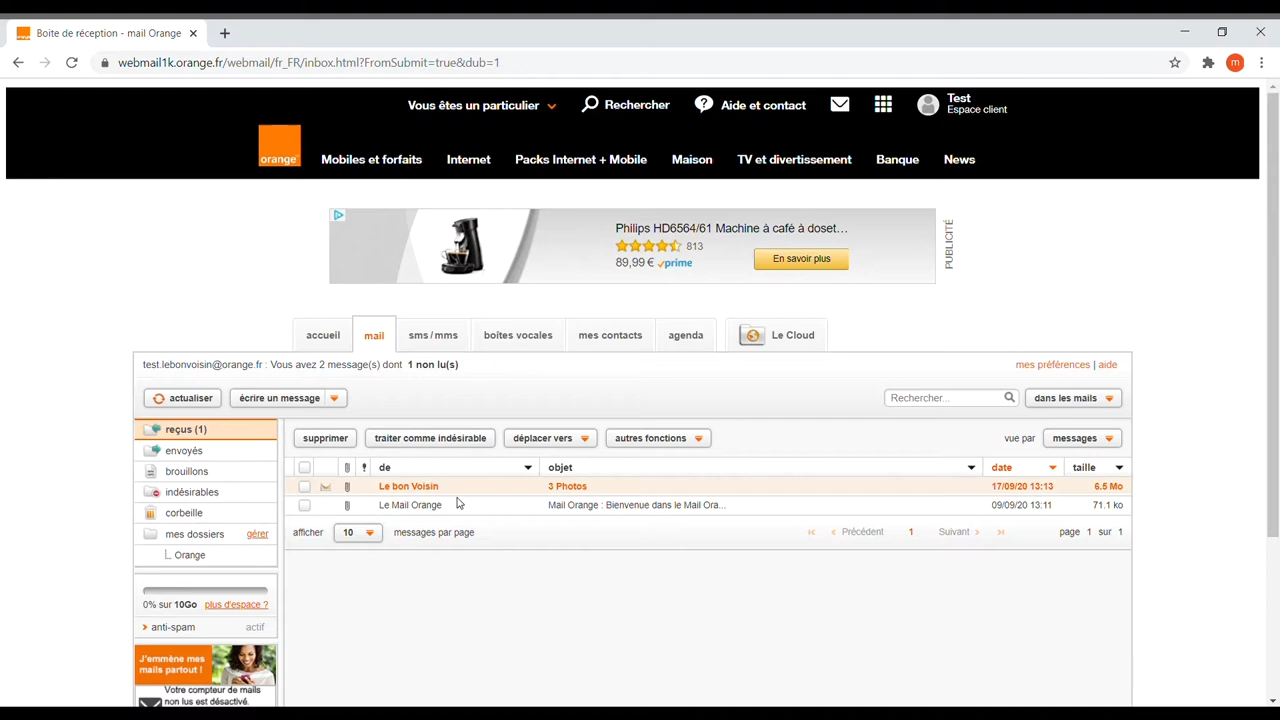 Boite de réception - mail Orange
webmail1k.orange.fr/webmail/fr_FR/inbox.html?FromSubmit=true&dub=1
m
Vous êtes un particulier
Rechercher
Aide et contact
Test
Espace client
orange
Mobiles et forfaits
Internet
Packs Internet + Mobile
Maison
TV et divertissement
Banque
News
Philips HD6564/61 Machine à café à doset...
813
89,99 € prime
En savoir plus
PUBLICITÉ
accueil
mail
sms/mms
boîtes vocales
mes contacts
agenda
Le Cloud
test.lebonvoisin@orange.fr : Vous avez 2 message(s) dont 1 non lu(s)
mes préférences | aide
actualiser
écrire un message
Rechercher...
dans les mails
reçus (1)
envoyés
brouillons
indésirables
corbeille
mes dossiers gérer
Orange
0% sur 10Go plus d'espace ?
anti-spam actif
J'emmène mes
mails partout !
Votre compteur de mails
non lus est désactivé.
supprimer
traiter comme indésirable
déplacer vers
autres fonctions
vue par
messages
de objet date taille
Le bon Voisin 3 Photos 17/09/20 13:13 6.5 Mo
Le Mail Orange Mail Orange : Bienvenue dans le Mail Ora... 09/09/20 13:11 71.1 ko
afficher 10 messages par page
Précédent 1 Suivant
page 1 sur 1